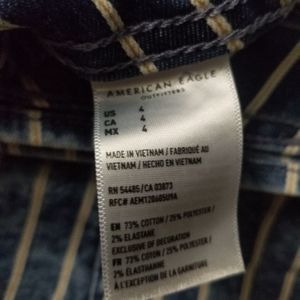 AMERICAN EAGLE
OUTFITTERS
US 4
CA 4
MX 4
MADE IN VIETNAM / FABRIQUÉ AU
VIETNAM / HECHO EN VIETNAM
RN 54485/CA 03873
RFC# AEM120605U9A
EN 73% COTTON / 25% POLYESTER /
2% ELASTANE
EXCLUSIVE OF DECORATION
FR 73% COTON / 25% POLYESTER /
2% ÉLASTHANNE
À L'EXCEPTION DE LA GARNITURE